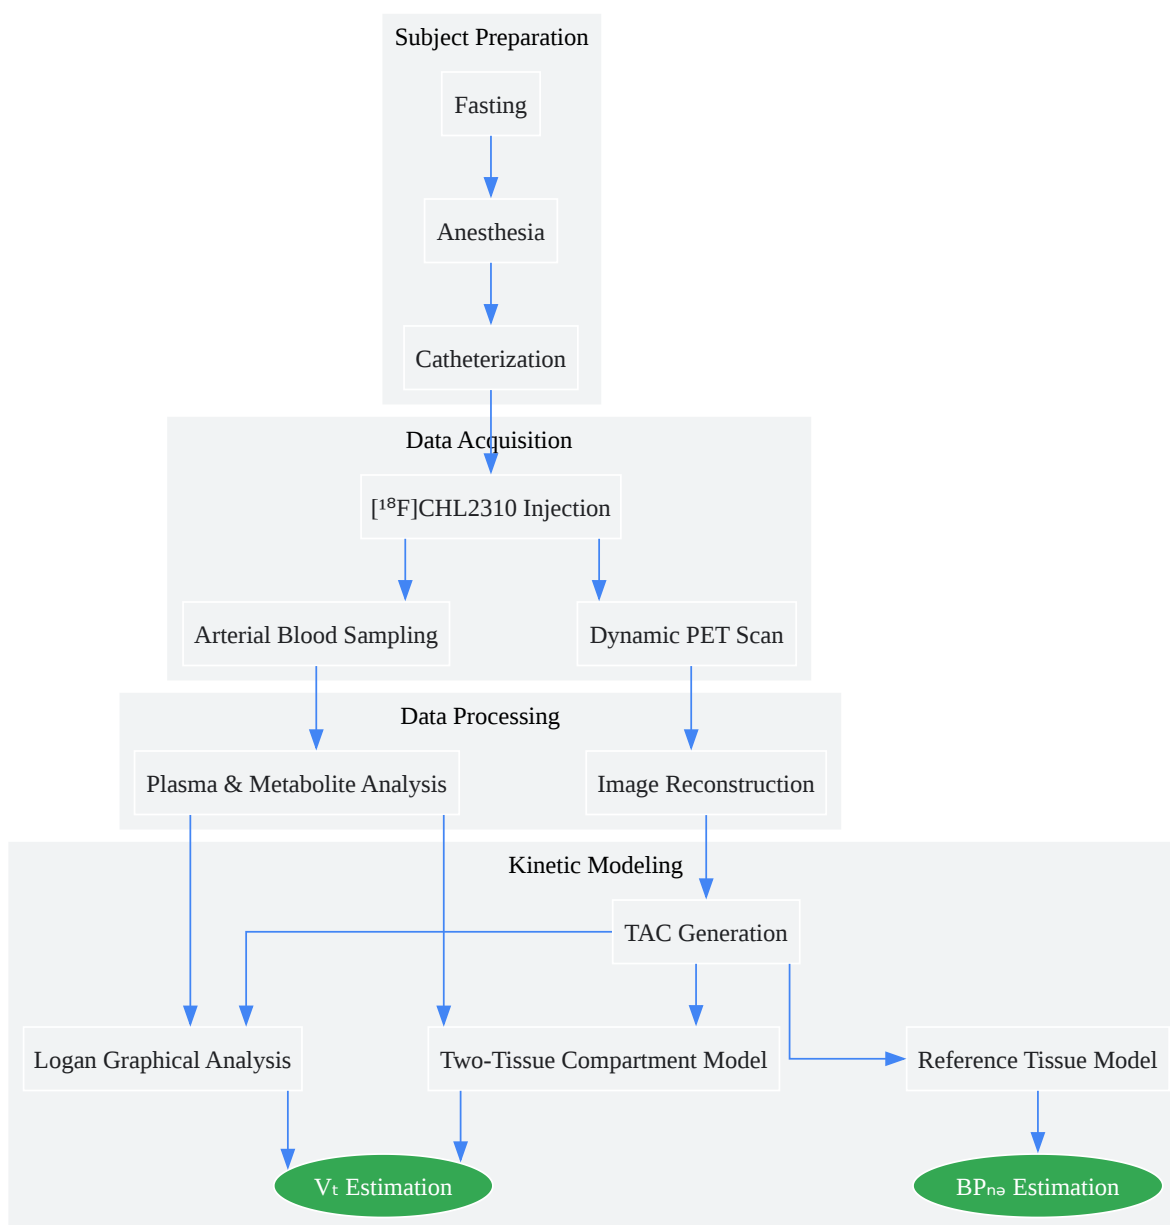 Subject Preparation
Fasting
Anesthesia
Catheterization
Data Acquisition
[¹⁸F]CHL2310 Injection
Arterial Blood Sampling
Dynamic PET Scan
Data Processing
Plasma & Metabolite Analysis
Image Reconstruction
Kinetic Modeling
TAC Generation
Logan Graphical Analysis
Two-Tissue Compartment Model
Reference Tissue Model
Vₜ Estimation
BPₙₔ Estimation